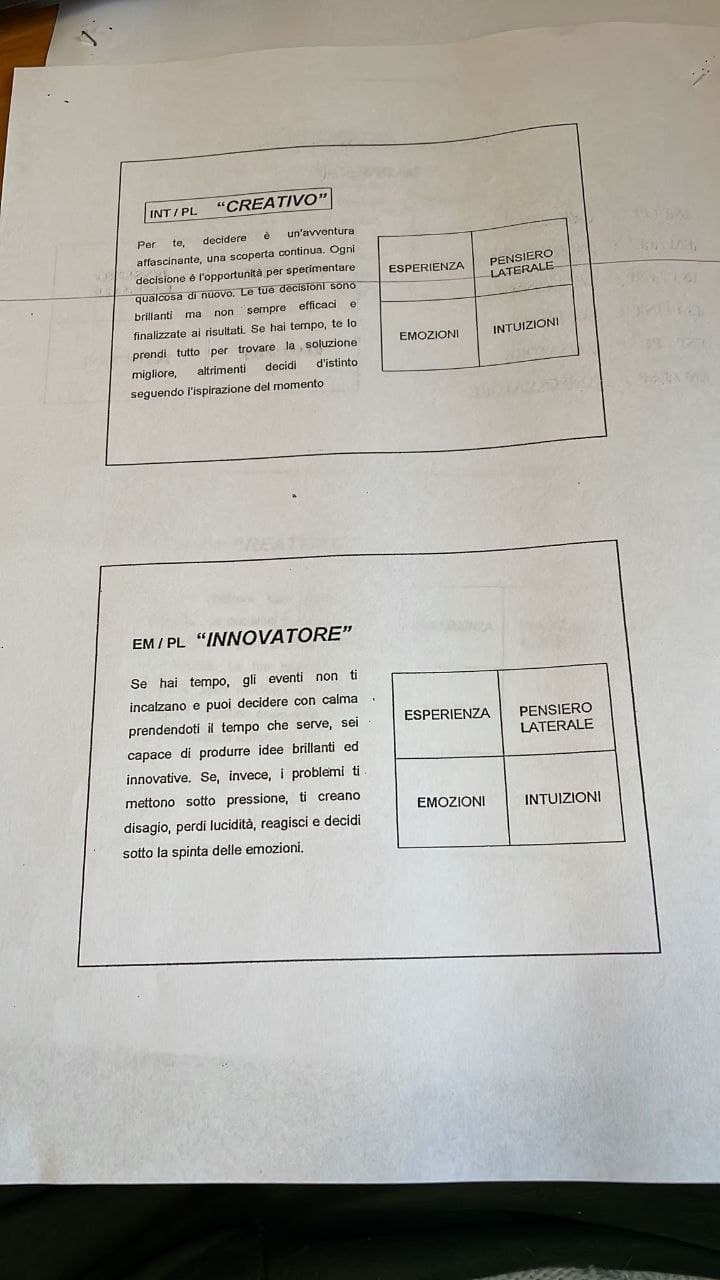 INT / PL "CREATIVO"
Per te, decidere è un'avventura
affascinante, una scoperta continua. Ogni
decisione è l'opportunità per sperimentare
qualcosa di nuovo. Le tue decisioni sono
brillanti ma non sempre efficaci e
finalizzate ai risultati. Se hai tempo, te lo
prendi tutto per trovare la soluzione
migliore, altrimenti decidi d'istinto
seguendo l'ispirazione del momento
ESPERIENZA
PENSIERO
LATERALE
EMOZIONI
INTUIZIONI
EM / PL "INNOVATORE"
Se hai tempo, gli eventi non ti
incalzano e puoi decidere con calma
prendendoti il tempo che serve, sei
capace di produrre idee brillanti ed
innovative. Se, invece, i problemi ti
mettono sotto pressione, ti creano
disagio, perdi lucidità, reagisci e decidi
sotto la spinta delle emozioni.
ESPERIENZA
PENSIERO
LATERALE
EMOZIONI
INTUIZIONI